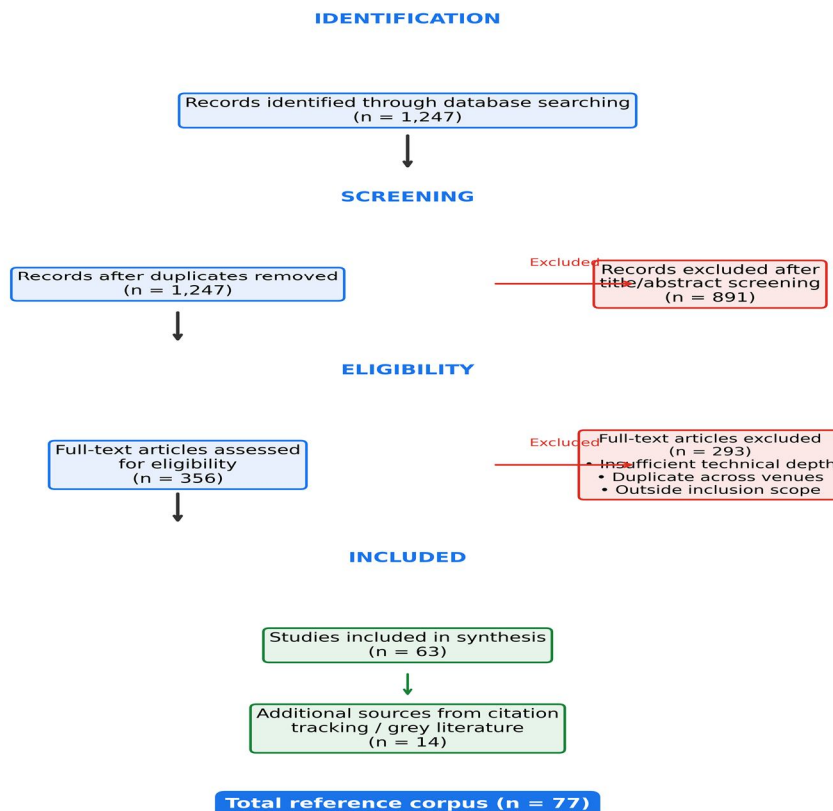 IDENTIFICATION
Records identified through database searching
(n = 1,247)
SCREENING
Records after duplicates removed
(n = 1,247)
Excluded
Records excluded after
title/abstract screening
(n = 891)
ELIGIBILITY
Full-text articles assessed
for eligibility
(n = 356)
Excluded
Full-text articles excluded
(n = 293)
• Insufficient technical depth
• Duplicate across venues
• Outside inclusion scope
INCLUDED
Studies included in synthesis
(n = 63)
Additional sources from citation
tracking / grey literature
(n = 14)
Total reference corpus (n = 77)